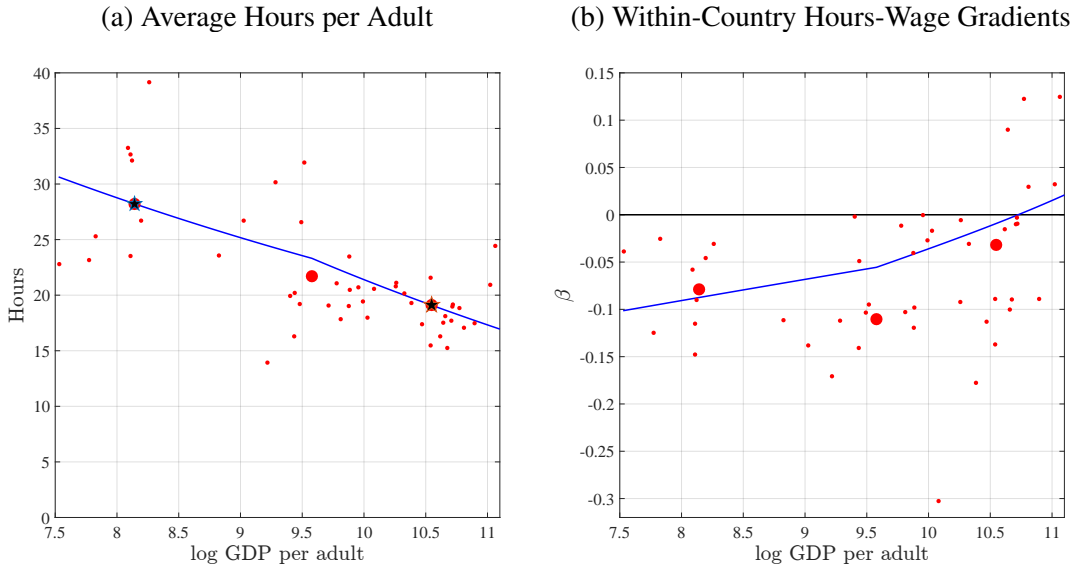 (a) Average Hours per Adult
40
35
30
25
20
15
10
5
0
Hours
7.5 8 8.5 9 9.5 10 10.5 11
log GDP per adult
(b) Within-Country Hours-Wage Gradients
0.15
0.1
0.05
0
-0.05
-0.1
-0.15
-0.2
-0.25
-0.3
β
7.5 8 8.5 9 9.5 10 10.5 11
log GDP per adult